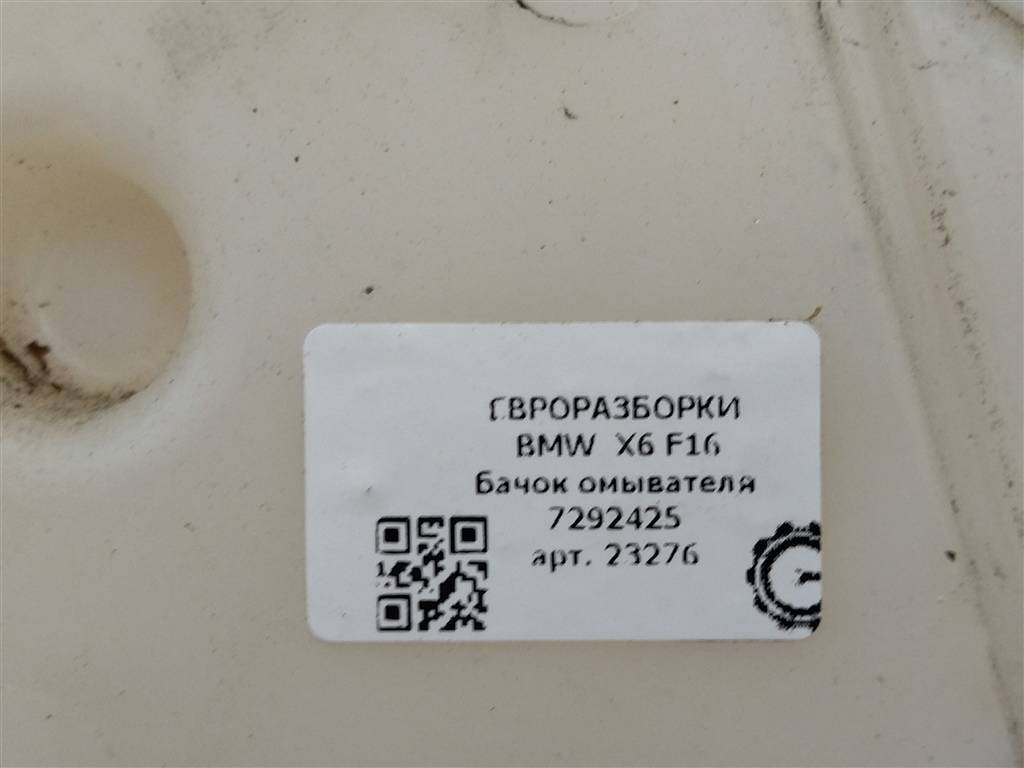 ЕВРОРАЗБОРКИ
BMW X6 F16
бачок омывателя
7292425
арт. 23276